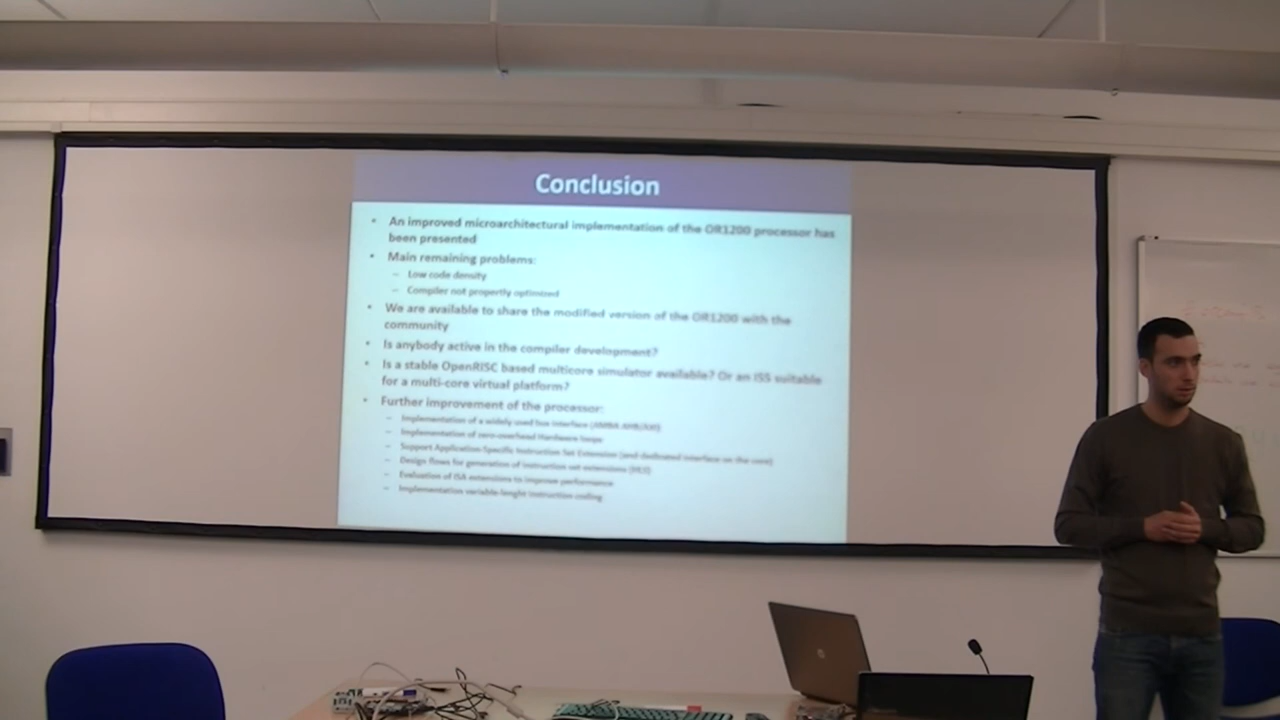 Conclusion
• An improved microarchitectural implementation of the OR1200 processor has
been presented
• Main remaining problems:
– Low code density
– Compiler not propertly optimized
• We are available to share the modified version of the OR1200 with the
community
• Is anybody active in the compiler development?
• Is a stable OpenRISC based multicore simulator available? Or an ISS suitable
for a multi-core virtual platform?
• Further improvement of the processor:
– Implementation of a widely used bus interface (AMBA AHB/AXI)
– Implementation of zero-overhead Hardware loops
– Support Application-Specific Instruction Set Extension (and dedicated interface on the core)
– Design flows for generation of instruction set extensions (HLS)
– Evaluation of ISA extensions to improve performance
– Implementation variable-lenght instruction coding
hp